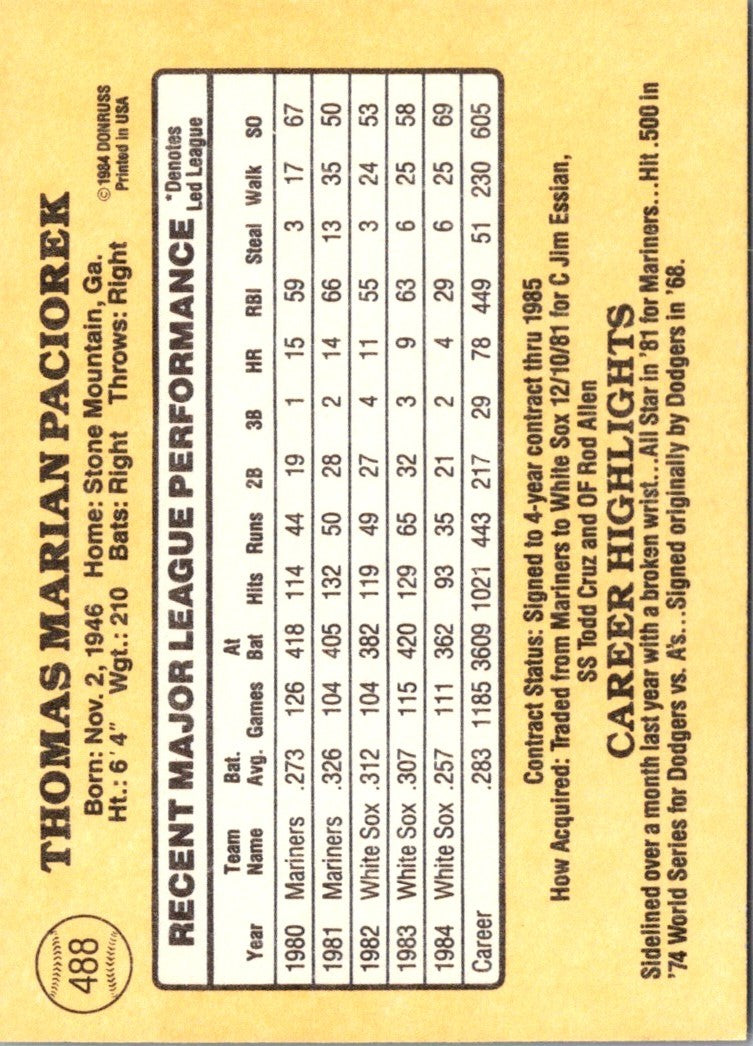 488
THOMAS MARIAN PACIOREK
Born: Nov. 2, 1946 Home: Stone Mountain, Ga.
Ht.: 6' 4" Wgt.: 210 Bats: Right Throws: Right
© 1984 DONRUSS
Printed in USA
RECENT MAJOR LEAGUE PERFORMANCE
*Denotes
Led League
Year Team Name Bat. Avg. Games At Bat Hits Runs 2B 3B HR RBI Steal Walk SO
1980 Mariners .273 126 418 114 44 19 1 15 59 3 17 67
1981 Mariners .326 104 405 132 50 28 2 14 66 13 35 50
1982 White Sox .312 104 382 119 49 27 4 11 55 3 24 53
1983 White Sox .307 115 420 129 65 32 3 9 63 6 25 58
1984 White Sox .257 111 362 93 35 21 2 4 29 6 25 69
Career .283 1185 3609 1021 443 217 29 78 449 51 230 605
Contract Status: Signed to 4-year contract thru 1985
How Acquired: Traded from Mariners to White Sox 12/10/81 for C Jim Essian,
SS Todd Cruz and OF Rod Allen
CAREER HIGHLIGHTS
Sidelined over a month last year with a broken wrist...All Star in '81 for Mariners...Hit .500 in
'74 World Series for Dodgers vs. A's...Signed originally by Dodgers in '68.